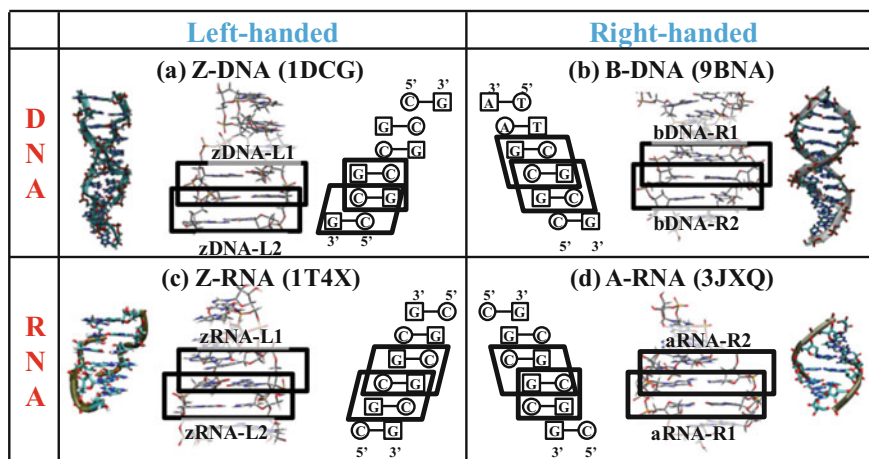 Left-handed
Right-handed
DNA
(a) Z-DNA (1DCG)
5’ 3’
C G
G C
zDNA-L1
C G
G C
C G
G C
zDNA-L2
3’ 5’
(b) B-DNA (9BNA)
3’ 5’
A T
A T
bDNA-R1
G C
C G
G C
bDNA-R2
C G
5’ 3’
RNA
(c) Z-RNA (1T4X)
3’ 5’
G C
zRNA-L1
C G
G C
C G
G C
zRNA-L2
C G
5’ 3’
(d) A-RNA (3JXQ)
5’ 3’
C G
G C
aRNA-R2
C G
G C
C G
aRNA-R1
G C
3’ 5’